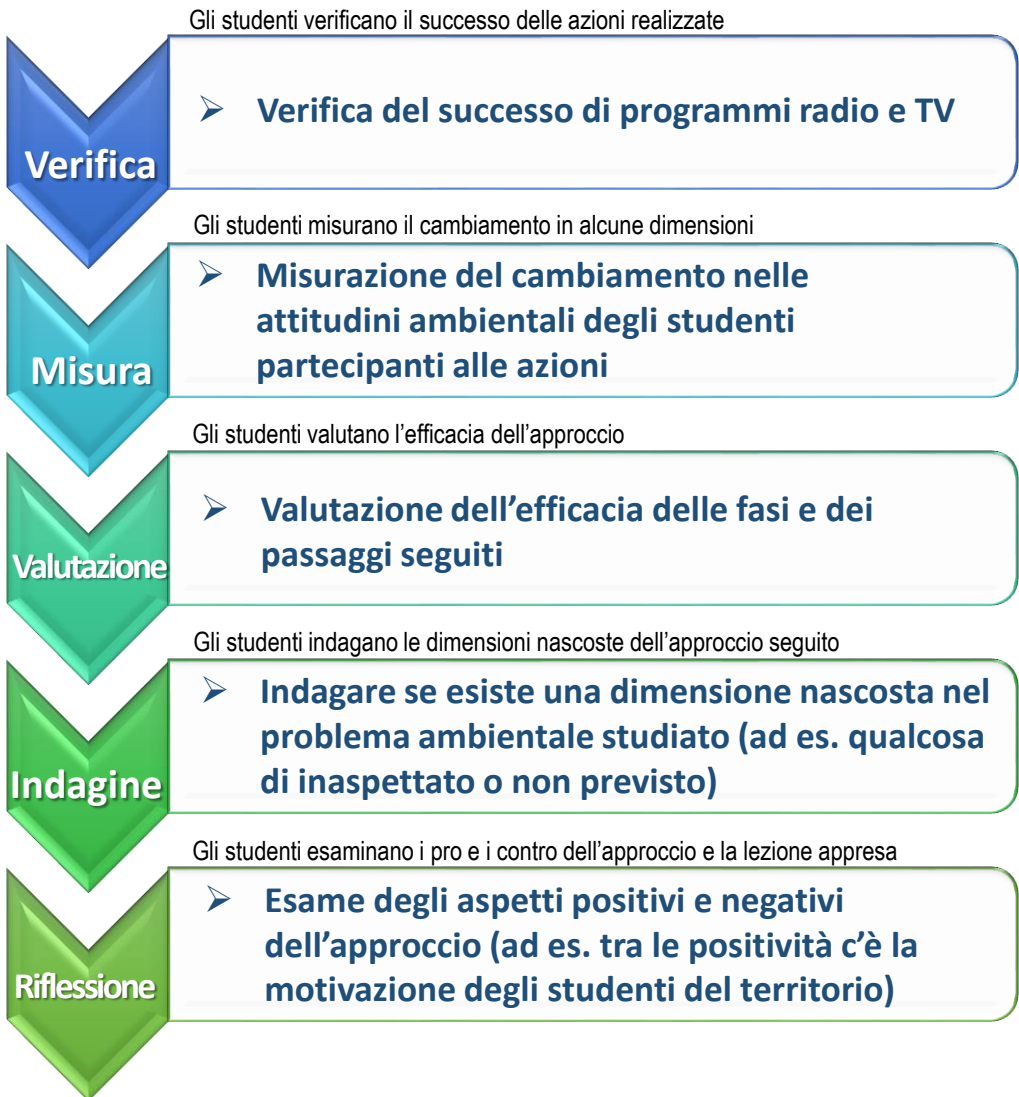 Gli studenti verificano il successo delle azioni realizzate
Verifica
➢ Verifica del successo di programmi radio e TV
Gli studenti misurano il cambiamento in alcune dimensioni
Misura
➢ Misurazione del cambiamento nelle
attitudini ambientali degli studenti
partecipanti alle azioni
Gli studenti valutano l’efficacia dell’approccio
Valutazione
➢ Valutazione dell’efficacia delle fasi e dei
passaggi seguiti
Gli studenti indagano le dimensioni nascoste dell’approccio seguito
Indagine
➢ Indagare se esiste una dimensione nascosta nel
problema ambientale studiato (ad es. qualcosa
di inaspettato o non previsto)
Gli studenti esaminano i pro e i contro dell’approccio e la lezione appresa
Riflessione
➢ Esame degli aspetti positivi e negativi
dell’approccio (ad es. tra le positività c’è la
motivazione degli studenti del territorio)